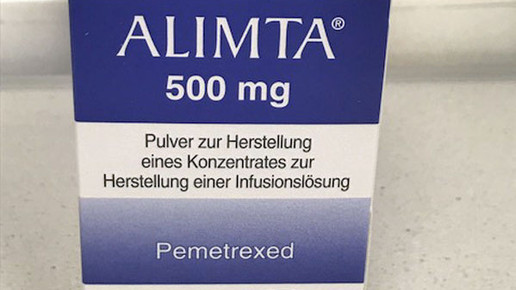 ALIMTA®
500 mg
Pulver zur Herstellung
eines Konzentrates zur
Herstellung einer Infusionslösung
Pemetrexed